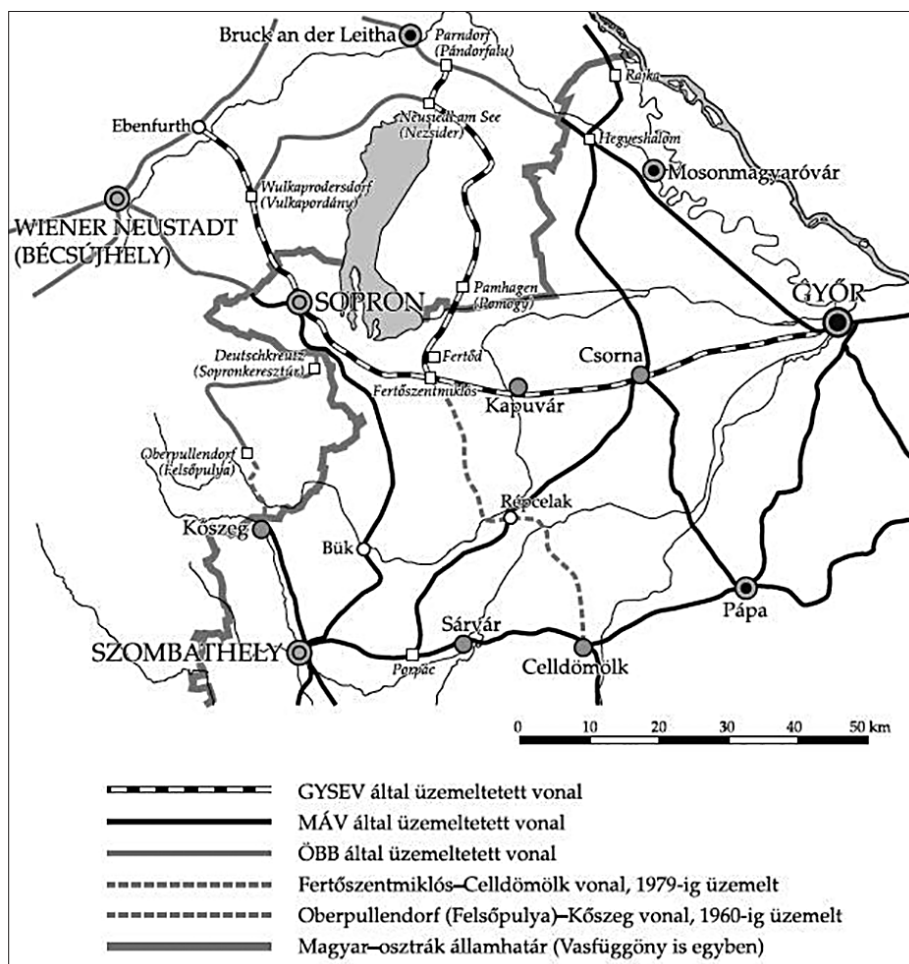 Bruck an der Leitha
Parndorf
(Pándorfalu)
Rajka
Ebenfurth
Neusiedl am See
(Nezsider)
Hegyeshalom
Mosonmagyaróvár
Wulkaprodersdorf
(Vulkapordány)
WIENER NEUSTADT
(BÉCSÚJHELY)
SOPRON
Pamhagen
(Pomogy)
GYŐR
Deutschkreutz
(Sopronkeresztúr)
Fertőd
Fertőszentmiklós
Csorna
Kapuvár
Oberpullendorf
(Felsőpulya)
Kőszeg
Répcelak
Bük
Pápa
SZOMBATHELY
Sárvár
Porpác
Celldömölk
0 10 20 30 40 50 km
GYSEV által üzemeltetett vonal
MÁV által üzemeltetett vonal
ÖBB által üzemeltetett vonal
Fertőszentmiklós–Celldömölk vonal, 1979-ig üzemelt
Oberpullendorf (Felsőpulya)–Kőszeg vonal, 1960-ig üzemelt
Magyar–osztrák államhatár (Vasfüggöny is egyben)